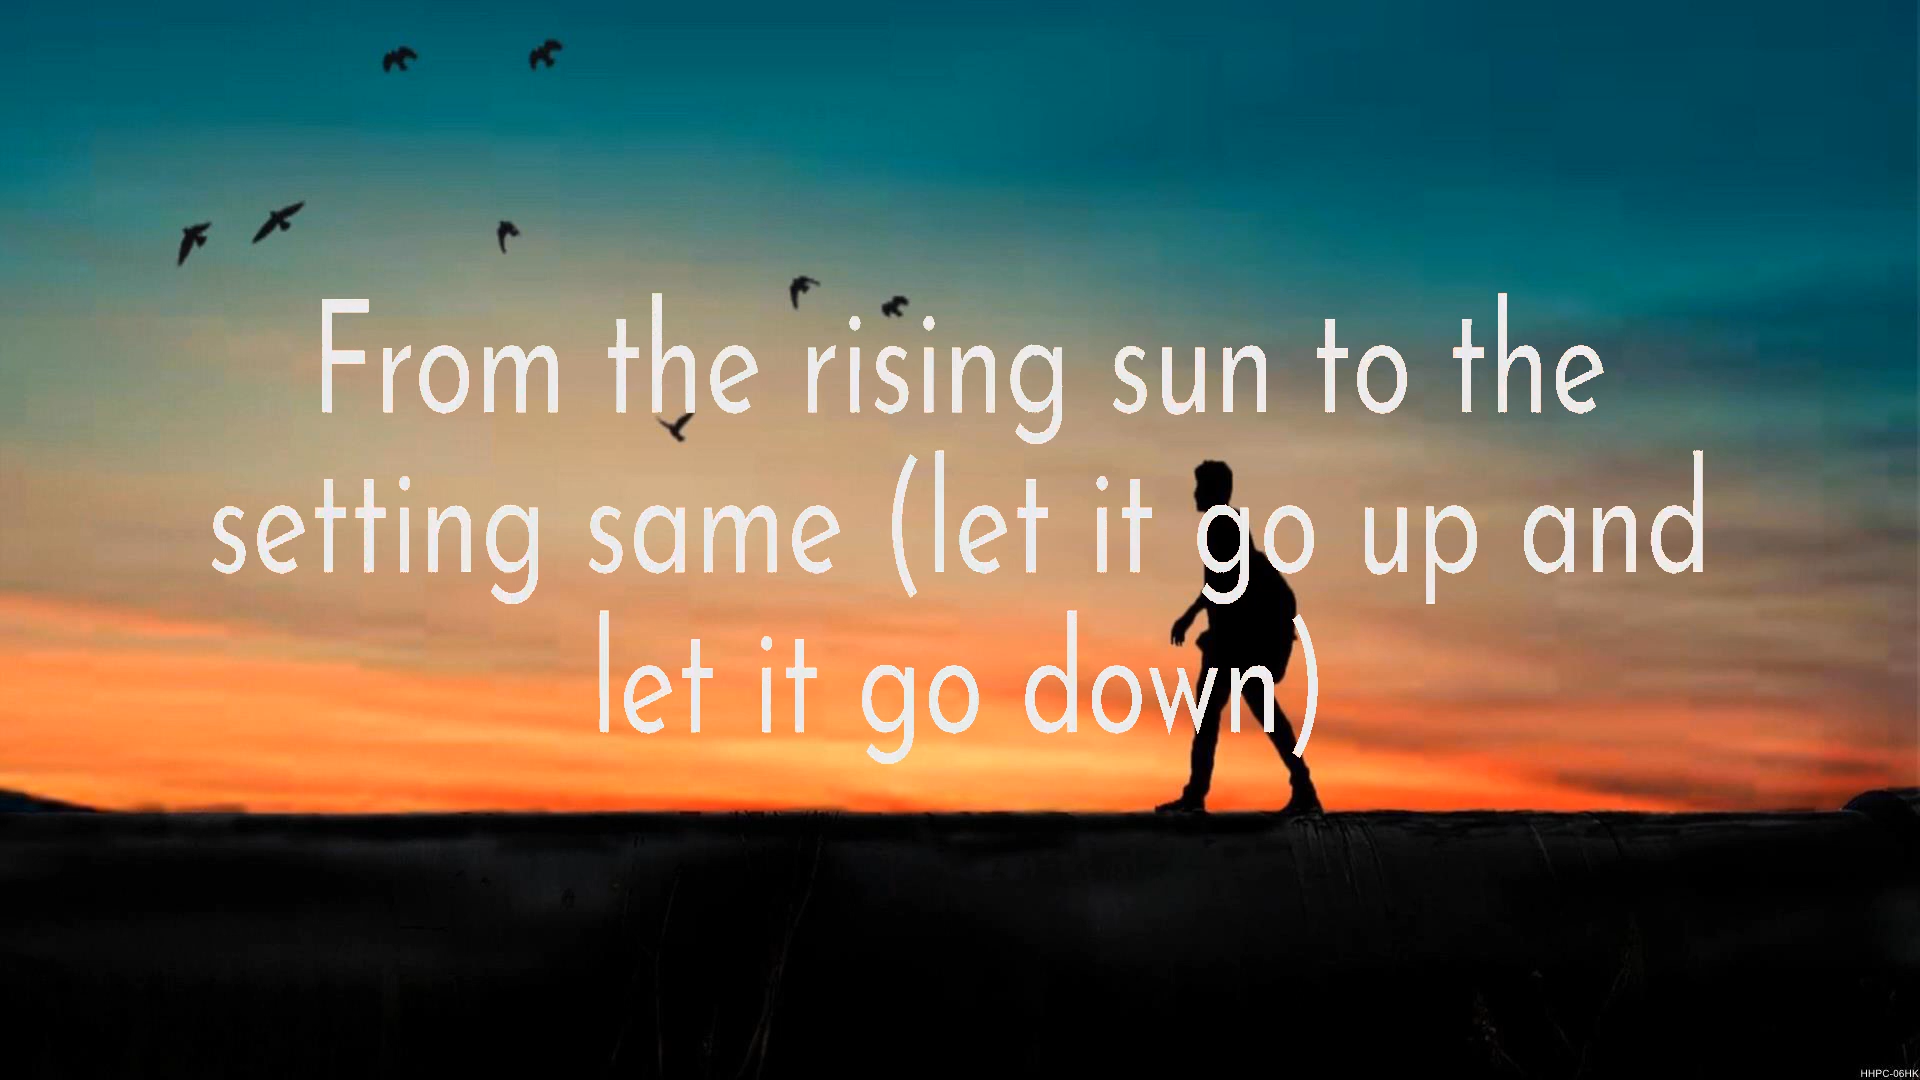 From the rising sun to the
setting same (let it go up and
let it go down)
HHPC-06HK